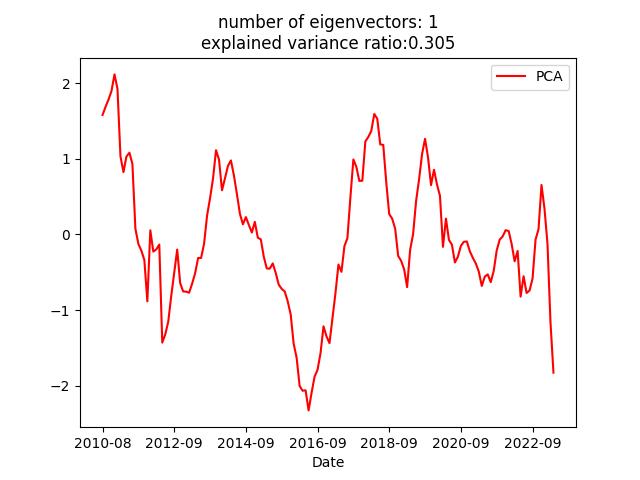 number of eigenvectors: 1
explained variance ratio:0.305
PCA
2
1
0
−1
−2
2010-08 2012-09 2014-09 2016-09 2018-09 2020-09 2022-09
Date